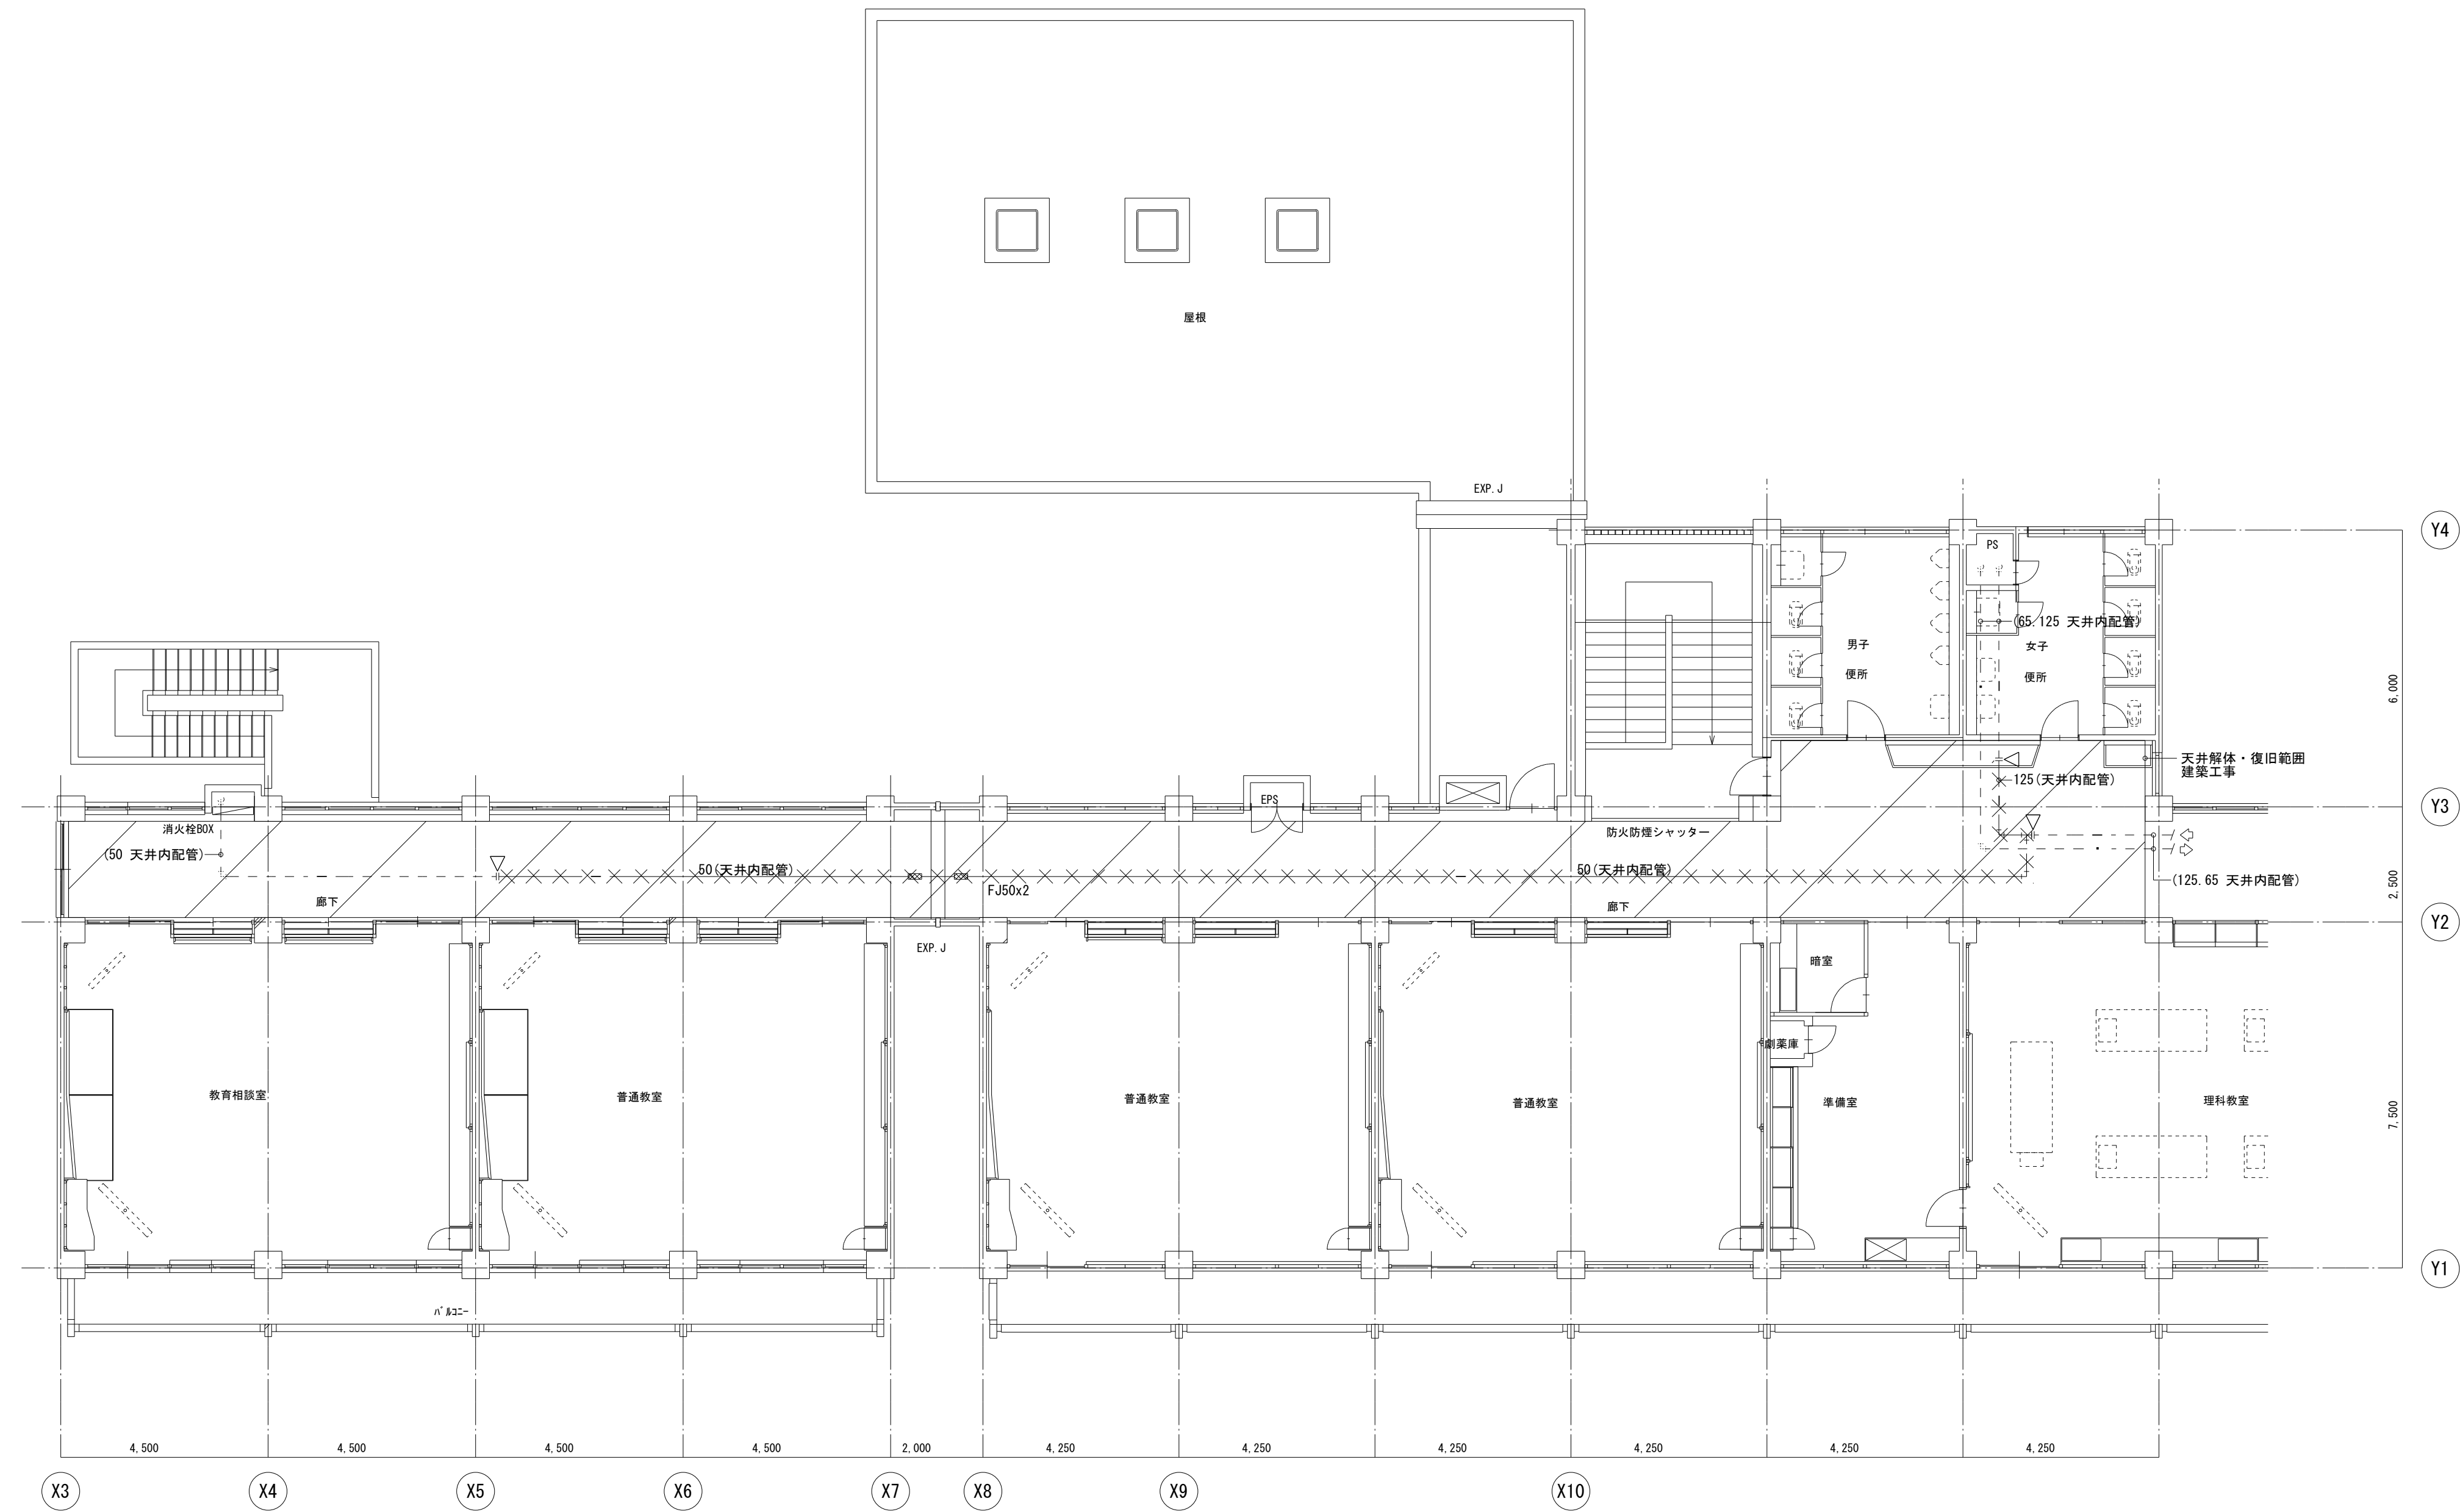 屋根
EXP.J
Y4
PS
(65.125 天井内配管)
男子
便所
女子
便所
6,000
天井解体・復旧範囲
建築工事
125(天井内配管)
EPS
Y3
消火栓BOX
防火防煙シャッター
(50 天井内配管)
50(天井内配管)
50(天井内配管)
FJ50x2
(125.65 天井内配管)
2,500
廊下
廊下
Y2
EXP.J
暗室
劇薬庫
教育相談室
普通教室
普通教室
普通教室
準備室
理科教室
7,500
Y1
バルコニー
4,500
4,500
4,500
4,500
2,000
4,250
4,250
4,250
4,250
4,250
4,250
X3
X4
X5
X6
X7
X8
X9
X10